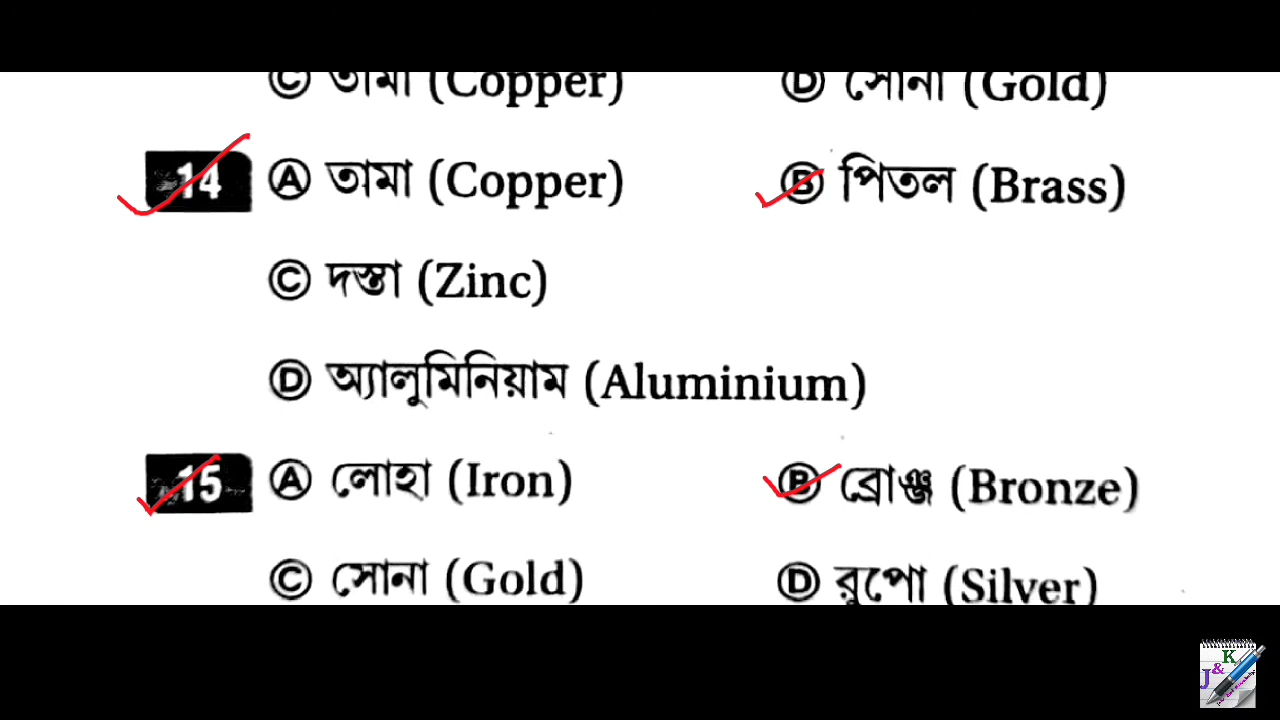 C তামা (Copper) D সোনা (Gold)
14 A তামা (Copper) B পিতল (Brass)
C দস্তা (Zinc)
D অ্যালুমিনিয়াম (Aluminium)
15 A লোহা (Iron) B ব্রোঞ্জ (Bronze)
C সোনা (Gold) D রুপো (Silver)
J & K